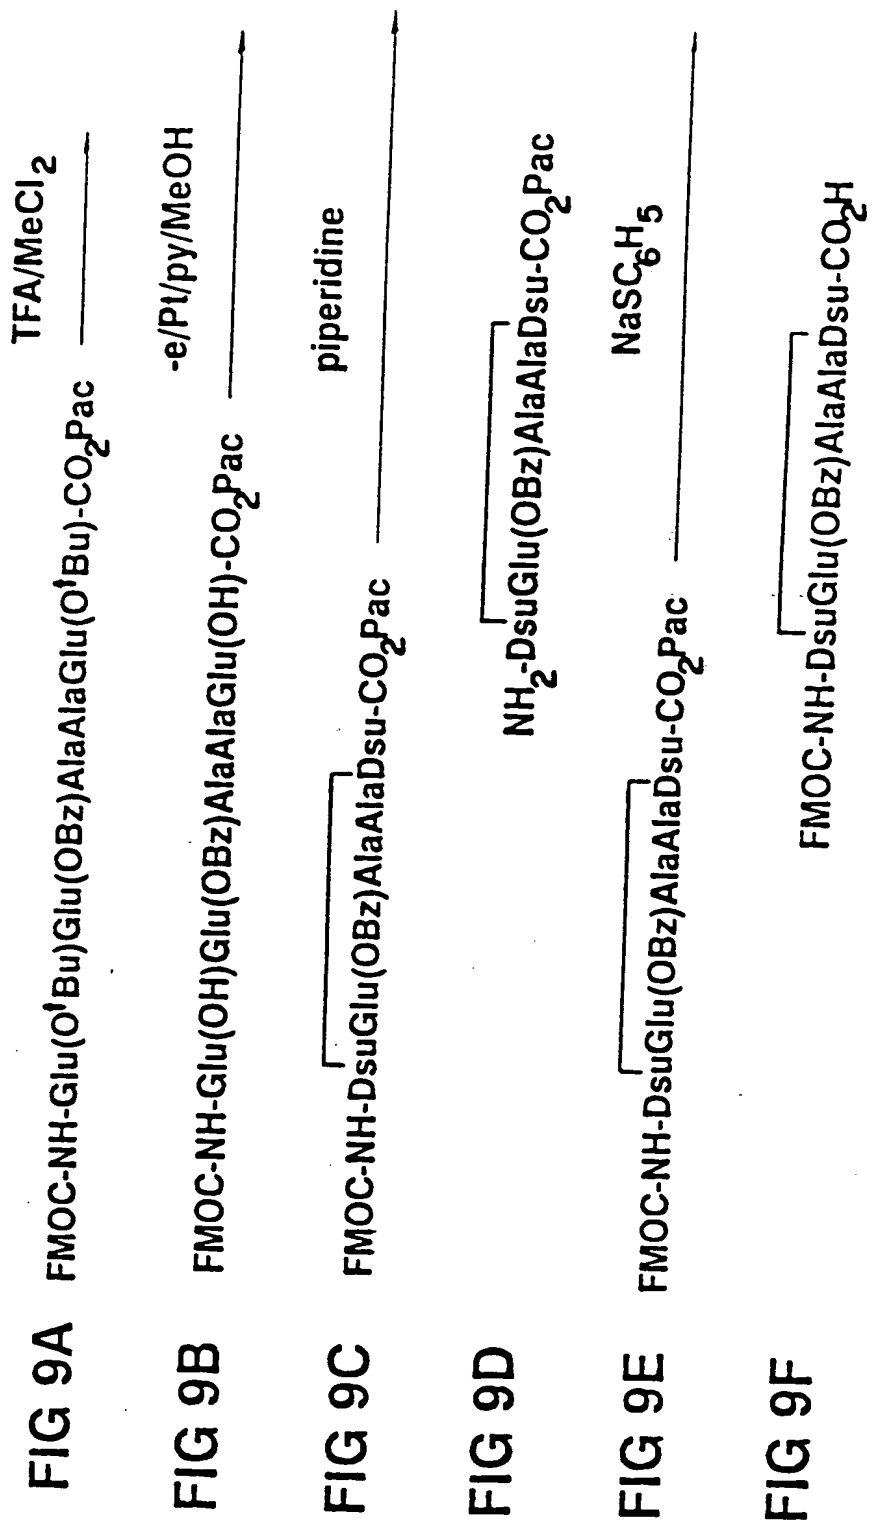 FIG 9A FMOC-NH-Glu(OᵗBu)Glu(OBz)AlaAlaGlu(OᵗBu)-CO₂Pac TFA/MeCl₂
FIG 9B FMOC-NH-Glu(OH)Glu(OBz)AlaAlaGlu(OH)-CO₂Pac -e/Pt/py/MeOH
FIG 9C FMOC-NH-DsuGlu(OBz)AlaAlaDsu-CO₂Pac piperidine
FIG 9D NH₂-DsuGlu(OBz)AlaAlaDsu-CO₂Pac
FIG 9E FMOC-NH-DsuGlu(OBz)AlaAlaDsu-CO₂Pac NaSC₆H₅
FIG 9F FMOC-NH-DsuGlu(OBz)AlaAlaDsu-CO₂H